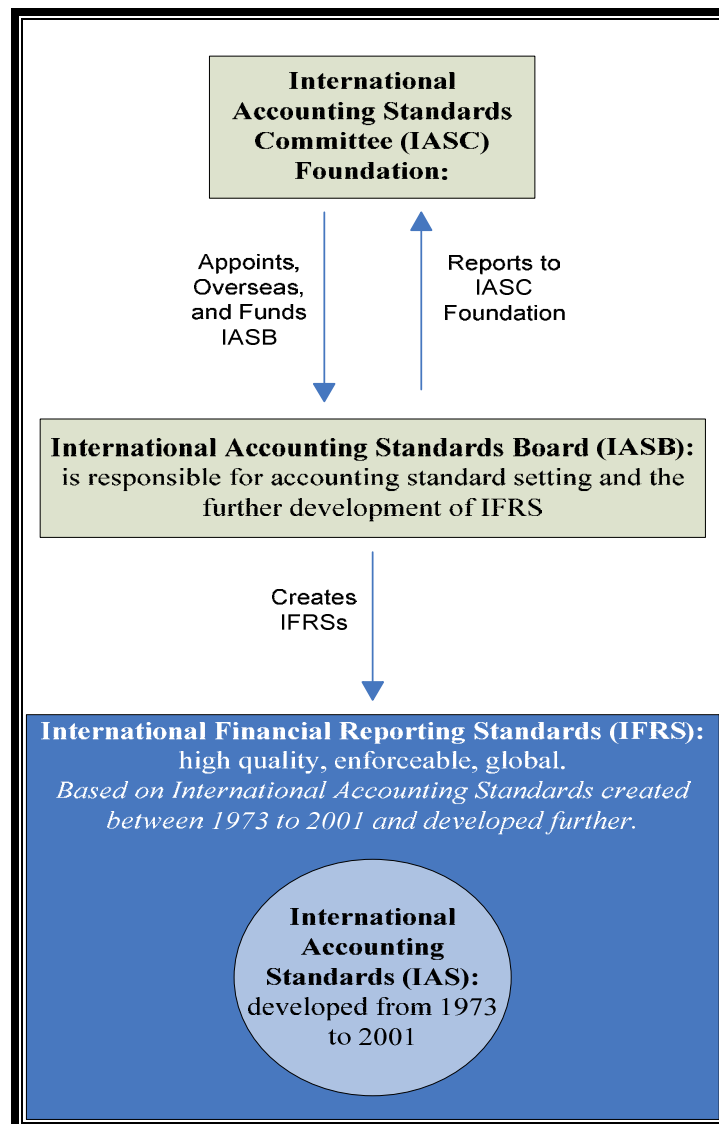 International
Accounting Standards
Committee (IASC)
Foundation:
Appoints,
Overseas,
and Funds
IASB
Reports to
IASC
Foundation
International Accounting Standards Board (IASB):
is responsible for accounting standard setting and the
further development of IFRS
Creates
IFRSs
International Financial Reporting Standards (IFRS):
high quality, enforceable, global.
Based on International Accounting Standards created
between 1973 to 2001 and developed further.
International
Accounting
Standards (IAS):
developed from 1973
to 2001